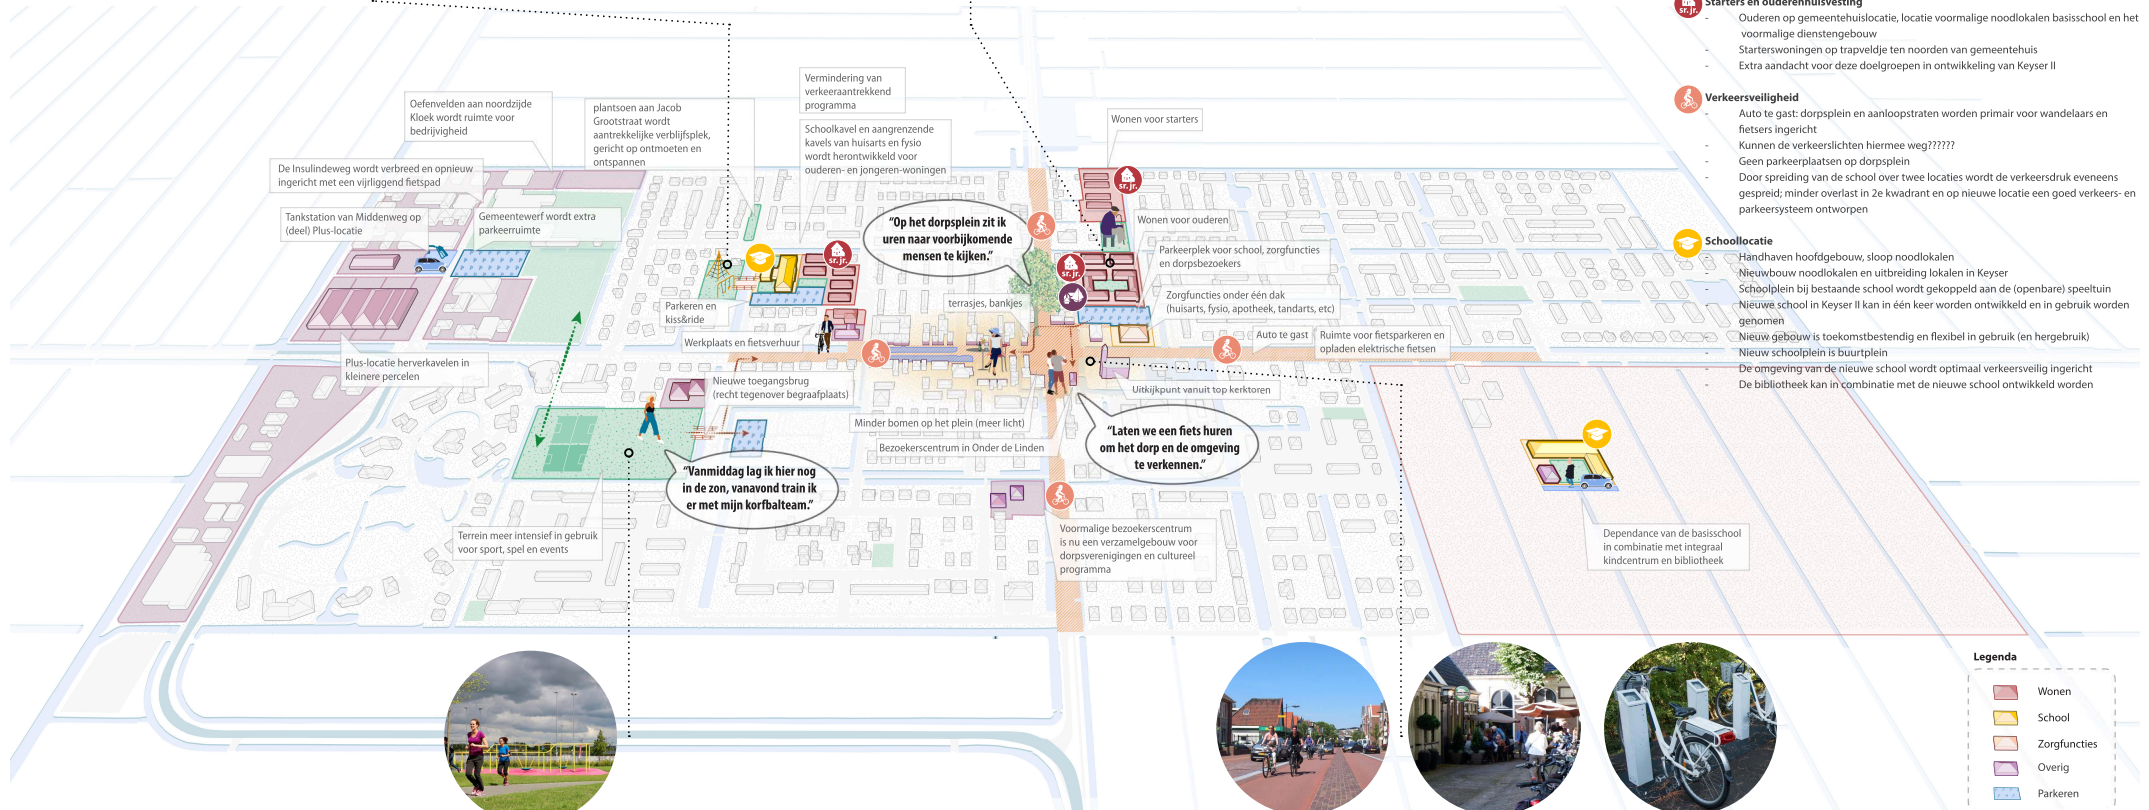 Starters en ouderenhuisvesting
- Ouderen op gemeentehuislocatie, locatie voormalige noodlokalen basisschool en het
voormalige dienstengebouw
- Starterswoningen op trapveldje ten noorden van gemeentehuis
- Extra aandacht voor deze doelgroepen in ontwikkeling van Keyser II
sr. jr.
Verkeersveiligheid
- Auto te gast: dorpsplein en aanloopstraten worden primair voor wandelaars en
fietsers ingericht
- Kunnen de verkeerslichten hiermee weg??????
- Geen parkeerplaatsen op dorpsplein
- Door spreiding van de school over twee locaties wordt de verkeersdruk eveneens
gespreid; minder overlast in 2e kwadrant en op nieuwe locatie een goed verkeers- en
parkeersysteem ontworpen
Schoollocatie
- Handhaven hoofdgebouw, sloop noodlokalen
- Nieuwbouw noodlokalen en uitbreiding lokalen in Keyser
- Schoolplein bij bestaande school wordt gekoppeld aan de (openbare) speeltuin
- Nieuwe school in Keyser II kan in één keer worden ontwikkeld en in gebruik worden
genomen
- Nieuw gebouw is toekomstbestendig en flexibel in gebruik (en hergebruik)
- Nieuw schoolplein is buurtplein
- De omgeving van de nieuwe school wordt optimaal verkeersveilig ingericht
- De bibliotheek kan in combinatie met de nieuwe school ontwikkeld worden
Vermindering van
verkeeraantrekkend
programma
Oefenvelden aan noordzijde
Kloek wordt ruimte voor
bedrijvigheid
plantsoen aan Jacob
Grootstraat wordt
aantrekkelijke verblijfsplek,
gericht op ontmoeten en
ontspannen
Schoolkavel en aangrenzende
kavels van huisarts en fysio
wordt herontwikkeld voor
ouderen- en jongeren-woningen
Wonen voor starters
De Insulindeweg wordt verbreed en opnieuw
ingericht met een vijrliggend fietspad
sr. jr.
Tankstation van Middenweg op
(deel) Plus-locatie
Gemeentewerf wordt extra
parkeerruimte
"Op het dorpsplein zit ik
uren naar voorbijkomende
mensen te kijken."
Wonen voor ouderen
sr. jr.
sr. jr.
Parkeerplek voor school, zorgfuncties
en dorpsbezoekers
Parkeren en
kiss&ride
terrasjes, bankjes
Zorgfuncties onder één dak
(huisarts, fysio, apotheek, tandarts, etc)
Werkplaats en fietsverhuur
Auto te gast
Ruimte voor fietsparkeren en
opladen elektrische fietsen
Plus-locatie herverkavelen in
kleinere percelen
Nieuwe toegangsbrug
(recht tegenover begraafplaats)
Uitkijkpunt vanuit top kerktoren
Minder bomen op het plein (meer licht)
Bezoekerscentrum in Onder de Linden
"Laten we een fiets huren
om het dorp en de omgeving
te verkennen."
"Vanmiddag lag ik hier nog
in de zon, vanavond train ik
er met mijn korfbalteam."
Terrein meer intensief in gebruik
voor sport, spel en events
Voormalige bezoekerscentrum
is nu een verzamelgebouw voor
dorpsverenigingen en cultureel
programma
Dependance van de basisschool
in combinatie met integraal
kindcentrum en bibliotheek
Legenda
Wonen
School
Zorgfuncties
Overig
Parkeren